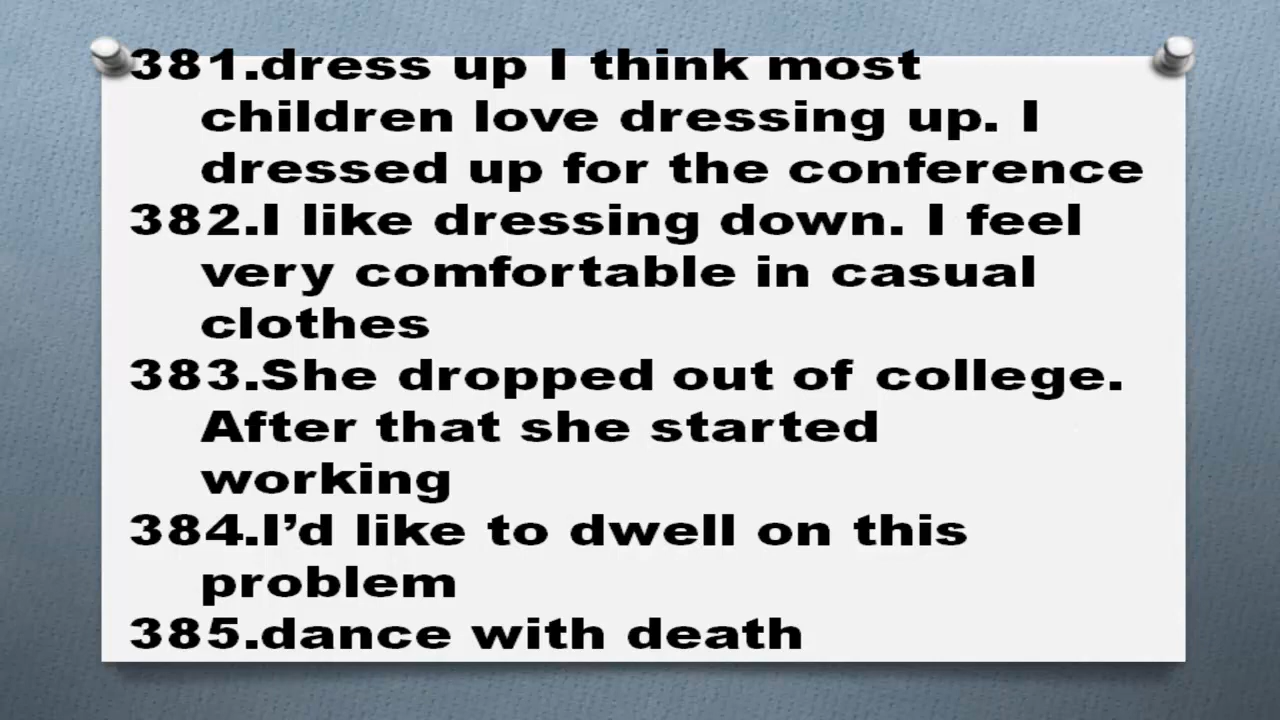 381.dress up I think most
children love dressing up. I
dressed up for the conference
382.I like dressing down. I feel
very comfortable in casual
clothes
383.She dropped out of college.
After that she started
working
384.I’d like to dwell on this
problem
385.dance with death